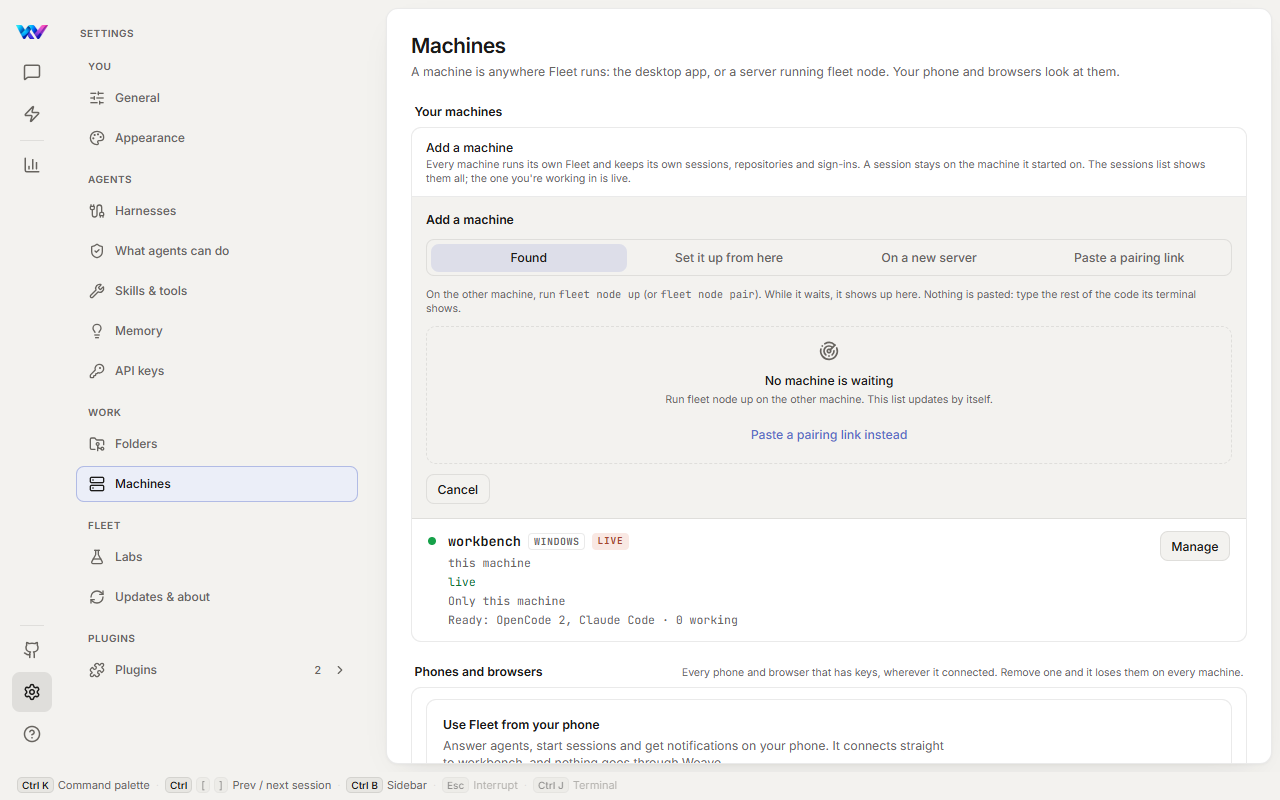 SETTINGS
YOU
General
Appearance
AGENTS
Harnesses
What agents can do
Skills & tools
Memory
API keys
WORK
Folders
Machines
FLEET
Labs
Updates & about
PLUGINS
Plugins 2
Machines
A machine is anywhere Fleet runs: the desktop app, or a server running fleet node. Your phone and browsers look at them.
Your machines
Add a machine
Every machine runs its own Fleet and keeps its own sessions, repositories and sign-ins. A session stays on the machine it started on. The sessions list shows
them all; the one you're working in is live.
Add a machine
Found Set it up from here On a new server Paste a pairing link
On the other machine, run fleet node up (or fleet node pair). While it waits, it shows up here. Nothing is pasted: type the rest of the code its terminal
shows.
No machine is waiting
Run fleet node up on the other machine. This list updates by itself.
Paste a pairing link instead
Cancel
workbench WINDOWS LIVE Manage
this machine
live
Only this machine
Ready: OpenCode 2, Claude Code · 0 working
Phones and browsers Every phone and browser that has keys, wherever it connected. Remove one and it loses them on every machine.
Use Fleet from your phone
Answer agents, start sessions and get notifications on your phone. It connects straight
to workbench, and nothing goes through Weave.
Ctrl K Command palette · Ctrl [ ] Prev / next session · Ctrl B Sidebar · Esc Interrupt · Ctrl J Terminal